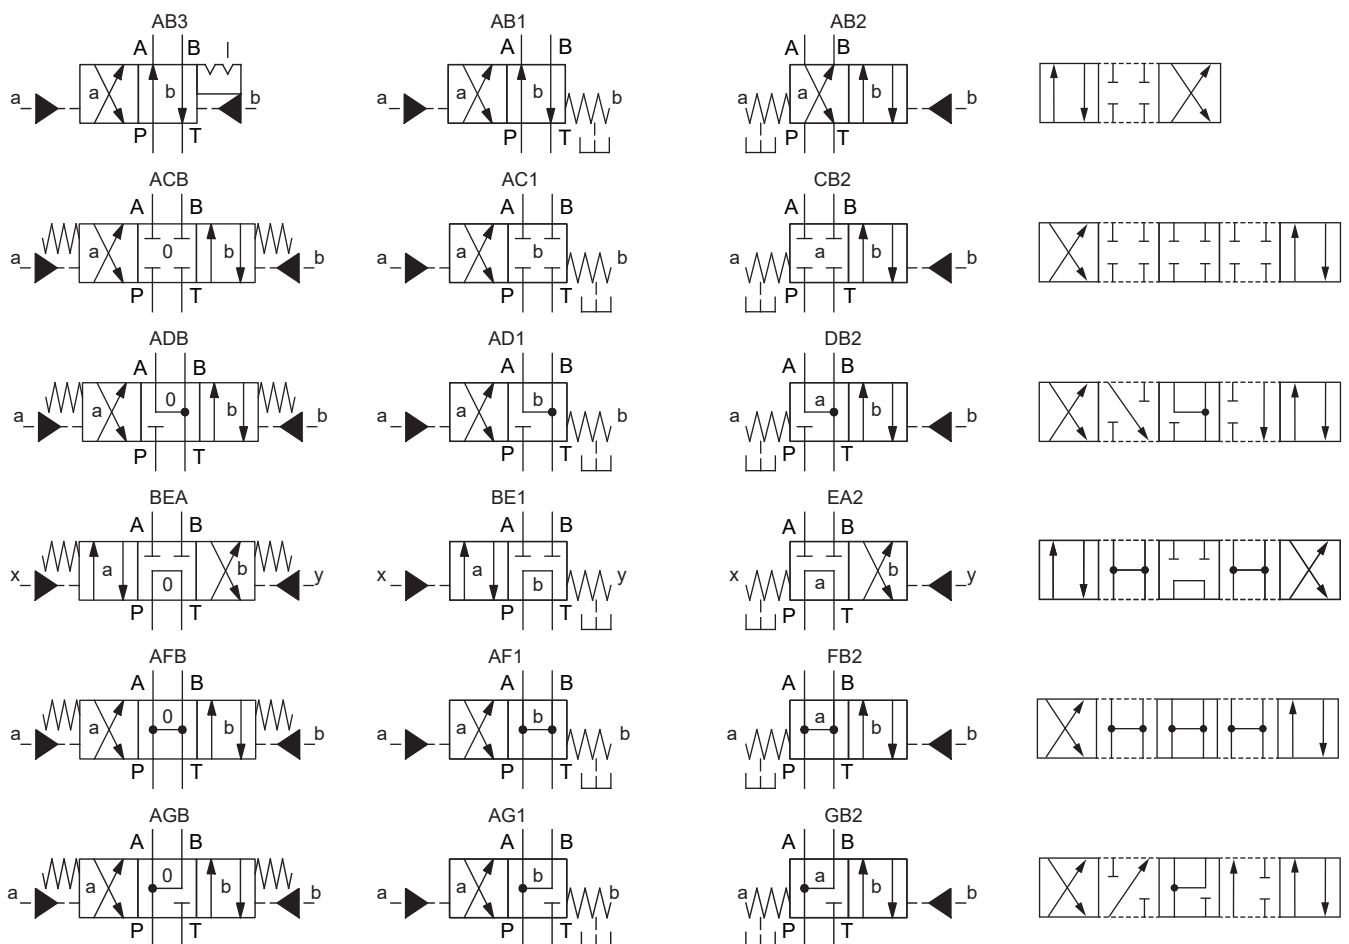 AB3 AB1 AB2
A B A B A B
a a b b a a b b a a b b
P T P T P T
ACB AC1 CB2
A B A B A B
a a 0 b b a a b b a a b b
P T P T P T
ADB AD1 DB2
A B A B A B
a a 0 b b a a b b a a b b
P T P T P T
BEA BE1 EA2
A B A B A B
x a 0 b y x a b y x a b y
P T P T P T
AFB AF1 FB2
A B A B A B
a a 0 b b a a b b a a b b
P T P T P T
AGB AG1 GB2
A B A B A B
a a 0 b b a a b b a a b b
P T P T P T